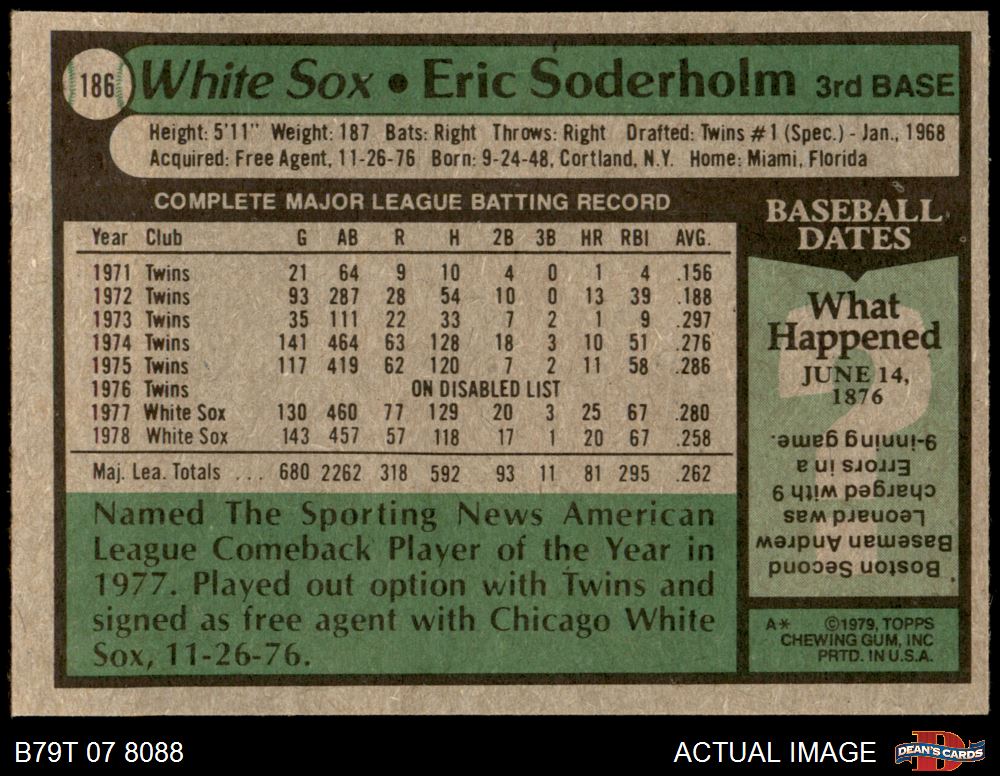 186 White Sox • Eric Soderholm 3rd BASE
Height: 5'11" Weight: 187 Bats: Right Throws: Right Drafted: Twins #1 (Spec.) - Jan., 1968
Acquired: Free Agent, 11-26-76 Born: 9-24-48, Cortland, N.Y. Home: Miami, Florida
COMPLETE MAJOR LEAGUE BATTING RECORD
Year Club G AB R H 2B 3B HR RBI AVG.
1971 Twins 21 64 9 10 4 0 1 4 .156
1972 Twins 93 287 28 54 10 0 13 39 .188
1973 Twins 35 111 22 33 7 2 1 9 .297
1974 Twins 141 464 63 128 18 3 10 51 .276
1975 Twins 117 419 62 120 7 2 11 58 .286
1976 Twins ON DISABLED LIST
1977 White Sox 130 460 77 129 20 3 25 67 .280
1978 White Sox 143 457 57 118 17 1 20 67 .258
Maj. Lea. Totals ... 680 2262 318 592 93 11 81 295 .262
Named The Sporting News American
League Comeback Player of the Year in
1977. Played out option with Twins and
signed as free agent with Chicago White
Sox, 11-26-76.
BASEBALL
DATES
What
Happened
JUNE 14,
1876
Boston Second
Baseman Andrew
Leonard was
charged with 9
Errors in a
9-inning game.
A* ©1979, TOPPS
CHEWING GUM, INC
PRTD. IN U.S.A.
B79T 07 8088
ACTUAL IMAGE
DEAN'S CARDS